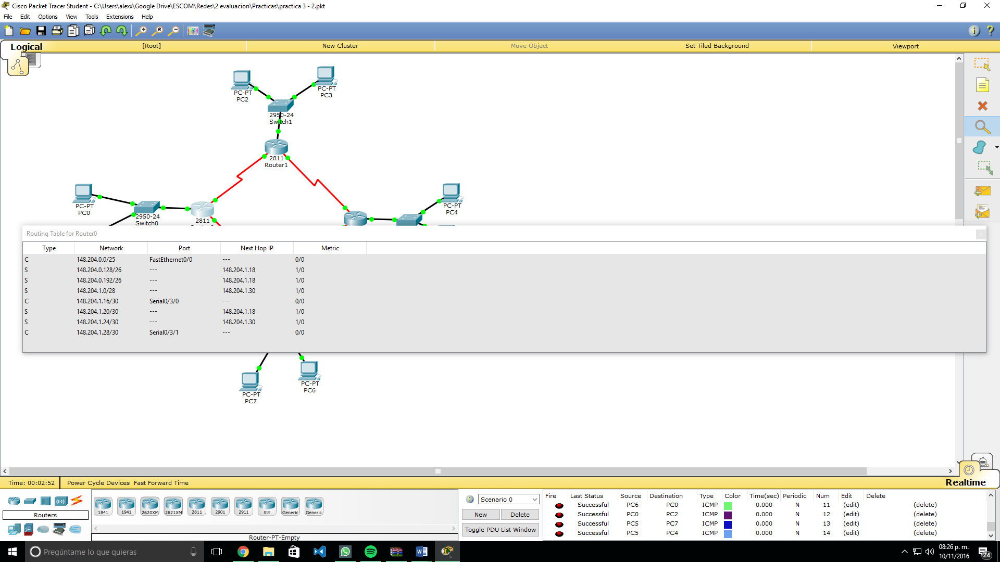 Cisco Packet Tracer Student - C:\Users\alexx\Google Drive\ESCOM\Redes\2 evaluacion\Practicas\practica 3 - 2.pkt
File Edit Options View Tools Extensions Help
Logical [Root] New Cluster Move Object Set Tiled Background Viewport
PC-PT
PC2
PC-PT
PC3
2950-24
Switch1
2811
Router1
PC-PT
PC0
2950-24
Switch0
2811
PC-PT
PC4
Routing Table for Router0
Type Network Port Next Hop IP Metric
C 148.204.0.0/25 FastEthernet0/0 --- 0/0
S 148.204.0.128/26 --- 148.204.1.18 1/0
S 148.204.0.192/26 --- 148.204.1.18 1/0
S 148.204.1.0/28 --- 148.204.1.30 1/0
C 148.204.1.16/30 Serial0/3/0 --- 0/0
S 148.204.1.20/30 --- 148.204.1.18 1/0
S 148.204.1.24/30 --- 148.204.1.30 1/0
C 148.204.1.28/30 Serial0/3/1 --- 0/0
PC-PT
PC7
PC-PT
PC6
Time: 00:02:52 Power Cycle Devices Fast Forward Time Realtime
Routers
1841 1941 2620XM 2621XM 2811 2901 2911 819 Generic Generic
Router-PT-Empty
Scenario 0
New Delete
Toggle PDU List Window
Fire Last Status Source Destination Type Color Time(sec) Periodic Num Edit Delete
Successful PC6 PC0 ICMP 0.000 N 11 (edit) (delete)
Successful PC0 PC2 ICMP 0.000 N 12 (edit) (delete)
Successful PC5 PC7 ICMP 0.000 N 13 (edit) (delete)
Successful PC5 PC4 ICMP 0.000 N 14 (edit) (delete)
Pregúntame lo que quieras
08:26 p. m.
10/11/2016
24